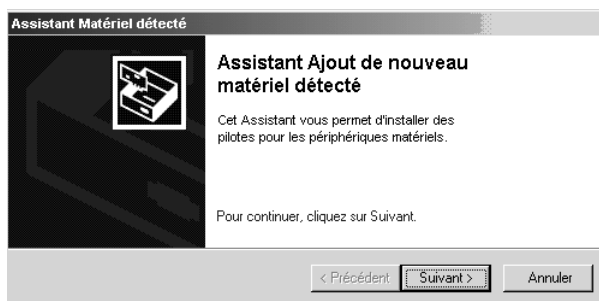 Assistant Matériel détecté
Assistant Ajout de nouveau
matériel détecté
Cet Assistant vous permet d'installer des
pilotes pour les périphériques matériels.
Pour continuer, cliquez sur Suivant.
< Précédent
Suivant >
Annuler